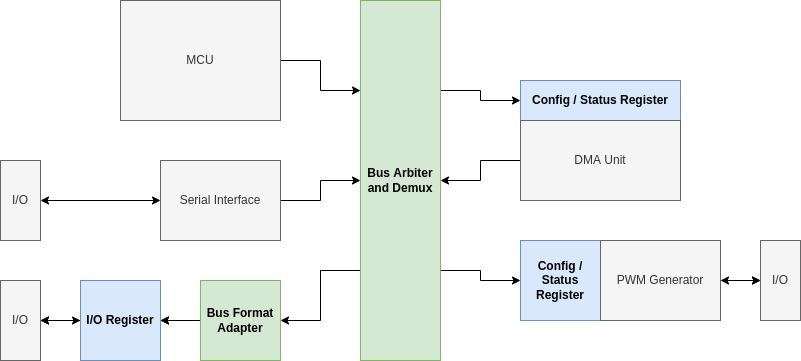 MCU
Config / Status Register
DMA Unit
Bus Arbiter
and Demux
I/O
Serial Interface
Config /
Status
Register
PWM Generator
I/O
I/O
I/O Register
Bus Format
Adapter